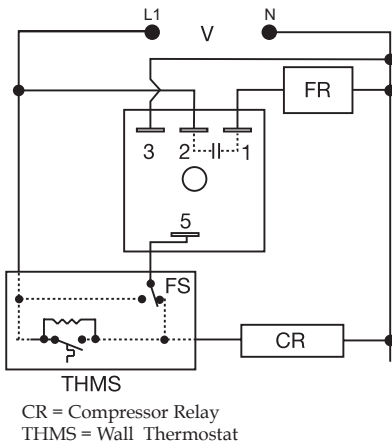 L1 V N
FR
3 2 1
5
FS
CR
THMS
CR = Compressor Relay
THMS = Wall Thermostat